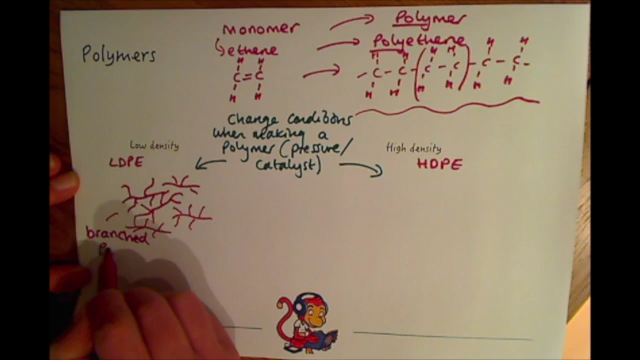 Polymers
Monomer
Polymer
ethene
Polyethene
H H
C=C
H H
H H H H H H
- C - C - C - C - C - C -
H H H H H H
Change conditions
when making a
Polymer (pressure/
catalyst)
Low density
LDPE
High density
HDPE
branched
P